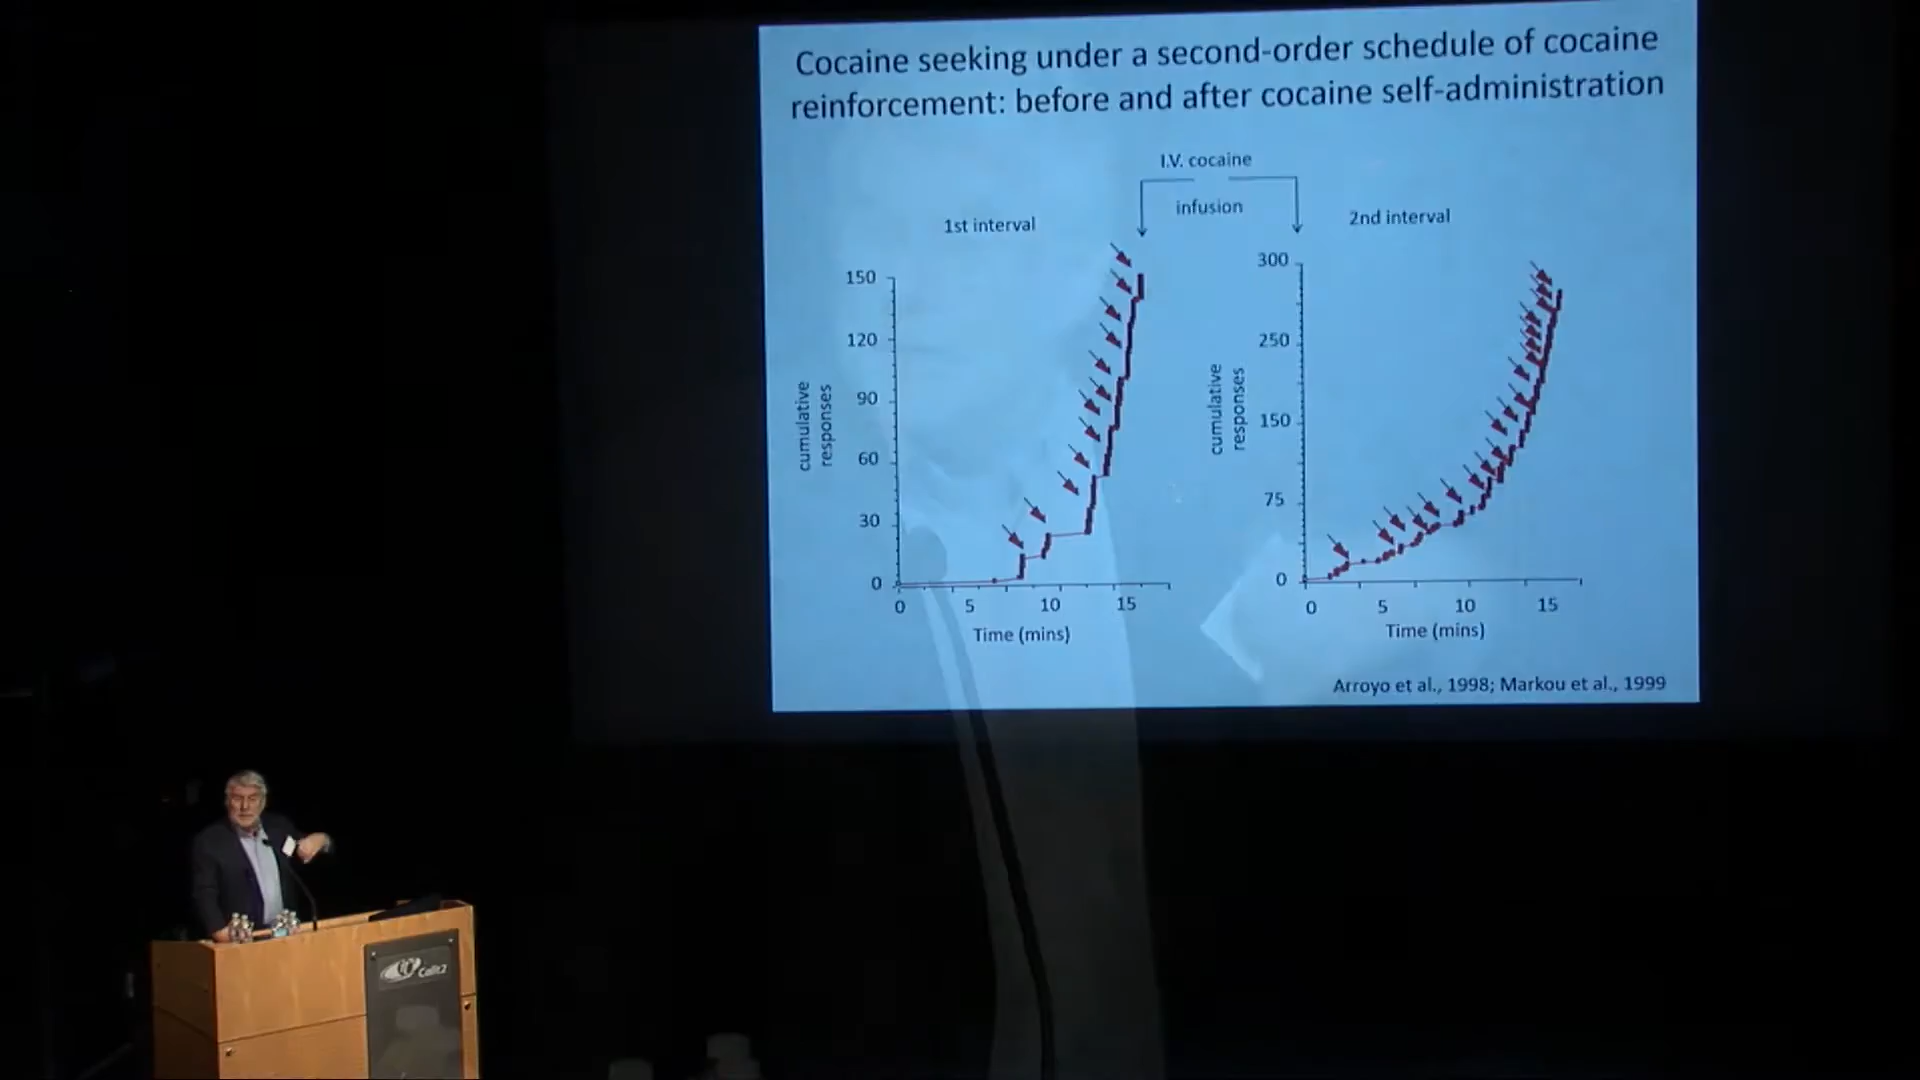 Cocaine seeking under a second-order schedule of cocaine
reinforcement: before and after cocaine self-administration
I.V. cocaine
infusion
1st interval
150
120
90
60
30
0
cumulative
responses
0 5 10 15
Time (mins)
2nd interval
300
250
150
75
0
cumulative
responses
0 5 10 15
Time (mins)
Arroyo et al., 1998; Markou et al., 1999
Calit2